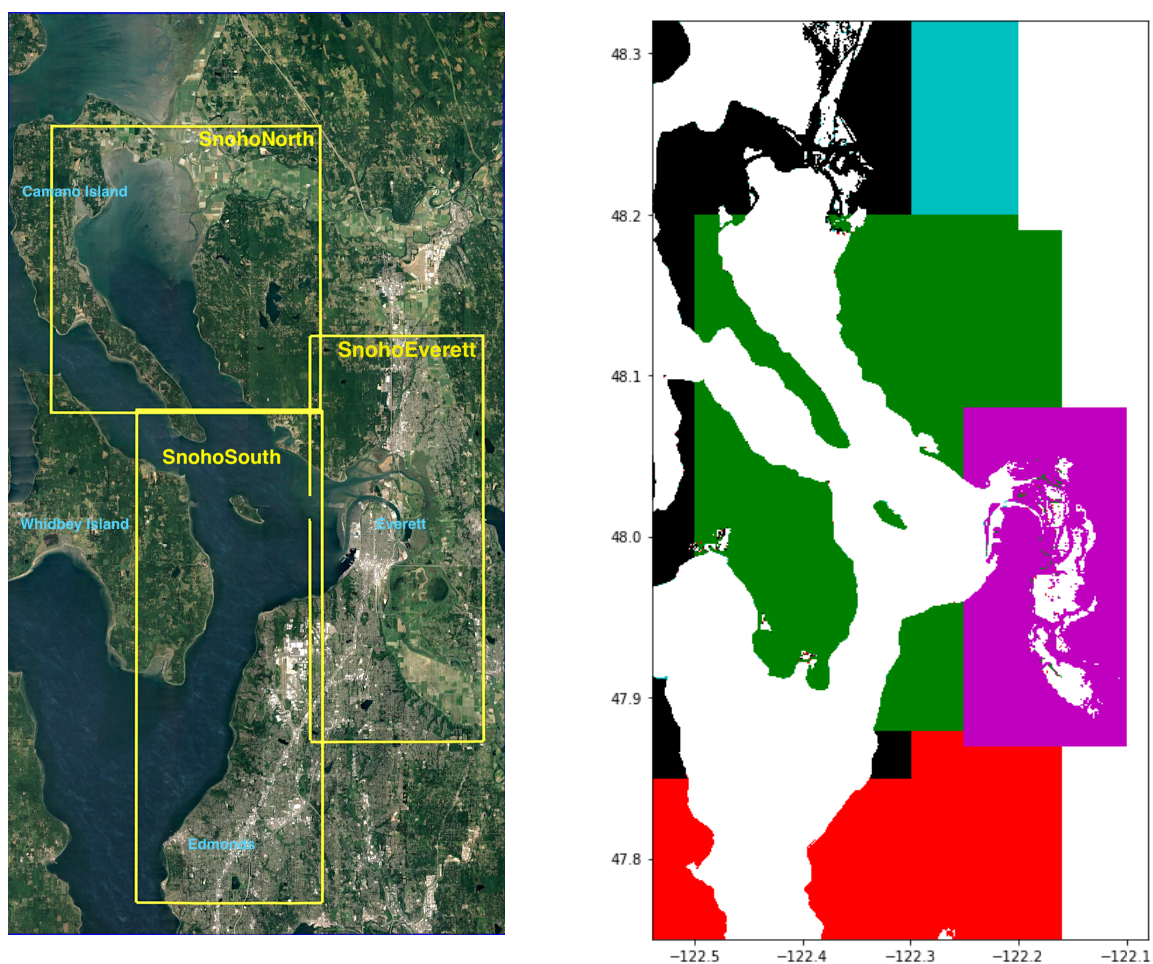 SnohoNorth
Camano Island
SnohoEverett
SnohoSouth
Whidbey Island
Everett
Edmonds
48.3
48.2
48.1
48.0
47.9
47.8
−122.5
−122.4
−122.3
−122.2
−122.1